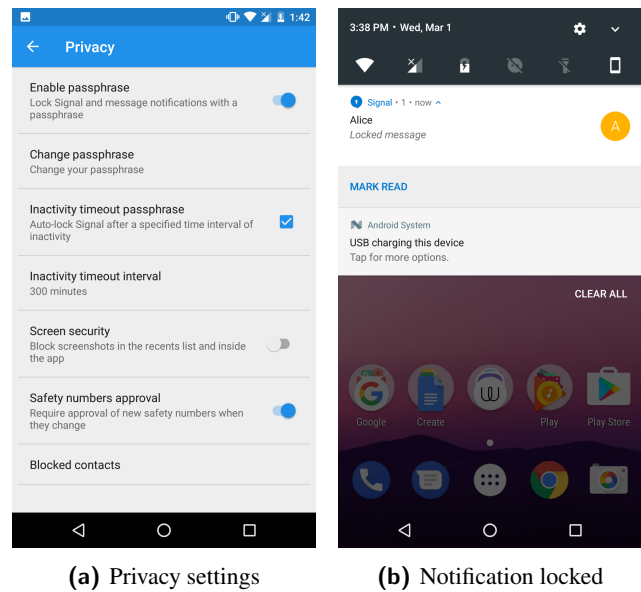 1:42
Privacy
Enable passphrase
Lock Signal and message notifications with a
passphrase
Change passphrase
Change your passphrase
Inactivity timeout passphrase
Auto-lock Signal after a specified time interval of
inactivity
Inactivity timeout interval
300 minutes
Screen security
Block screenshots in the recents list and inside
the app
Safety numbers approval
Require approval of new safety numbers when
they change
Blocked contacts
(a) Privacy settings
3:38 PM • Wed, Mar 1
Signal • 1 • now
Alice
Locked message
A
MARK READ
Android System
USB charging this device
Tap for more options.
CLEAR ALL
Google Create Play Play Store
(b) Notification locked